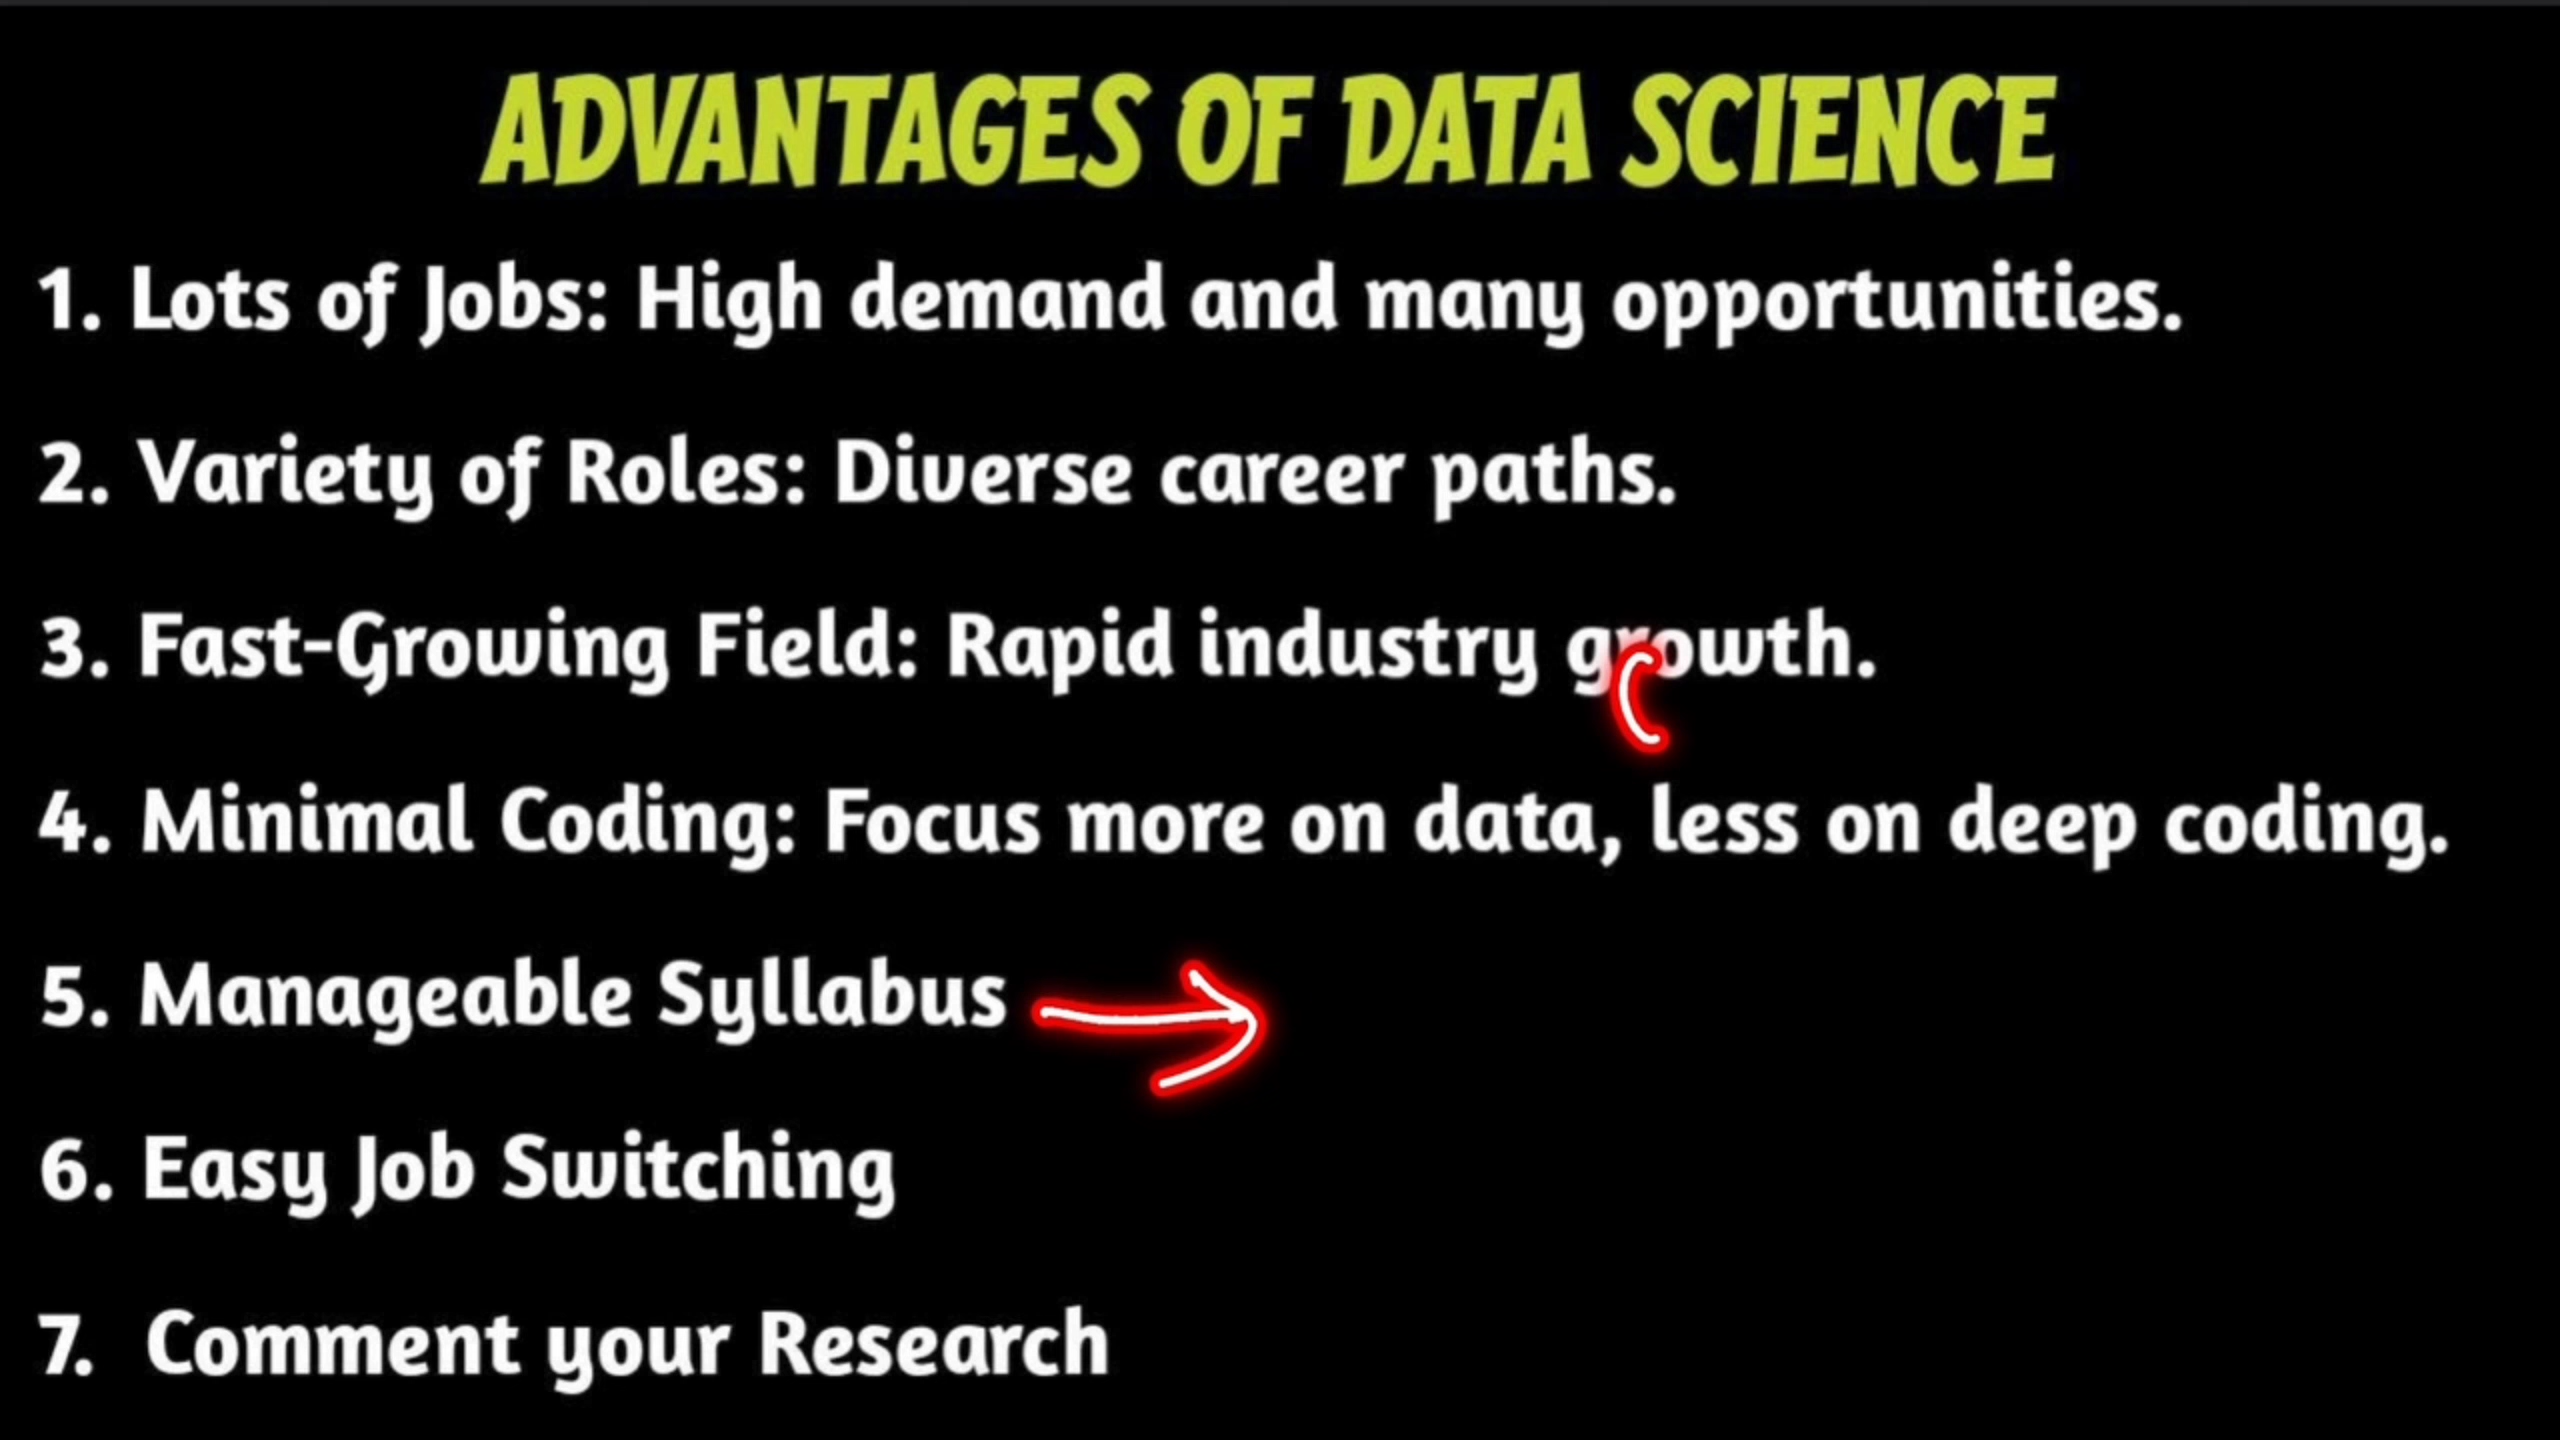 ADVANTAGES OF DATA SCIENCE
1. Lots of Jobs: High demand and many opportunities.
2. Variety of Roles: Diverse career paths.
3. Fast-Growing Field: Rapid industry growth.
4. Minimal Coding: Focus more on data, less on deep coding.
5. Manageable Syllabus
6. Easy Job Switching
7. Comment your Research